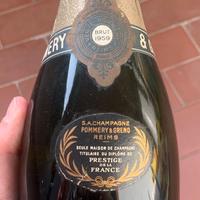 BRUT
1959
MERY
&
S.A. CHAMPAGNE
POMMERY & GRENO
REIMS
SEULE MAISON DE CHAMPAGNE
TITULAIRE DU DIPLÔME DE
PRESTIGE
DE LA
FRANCE